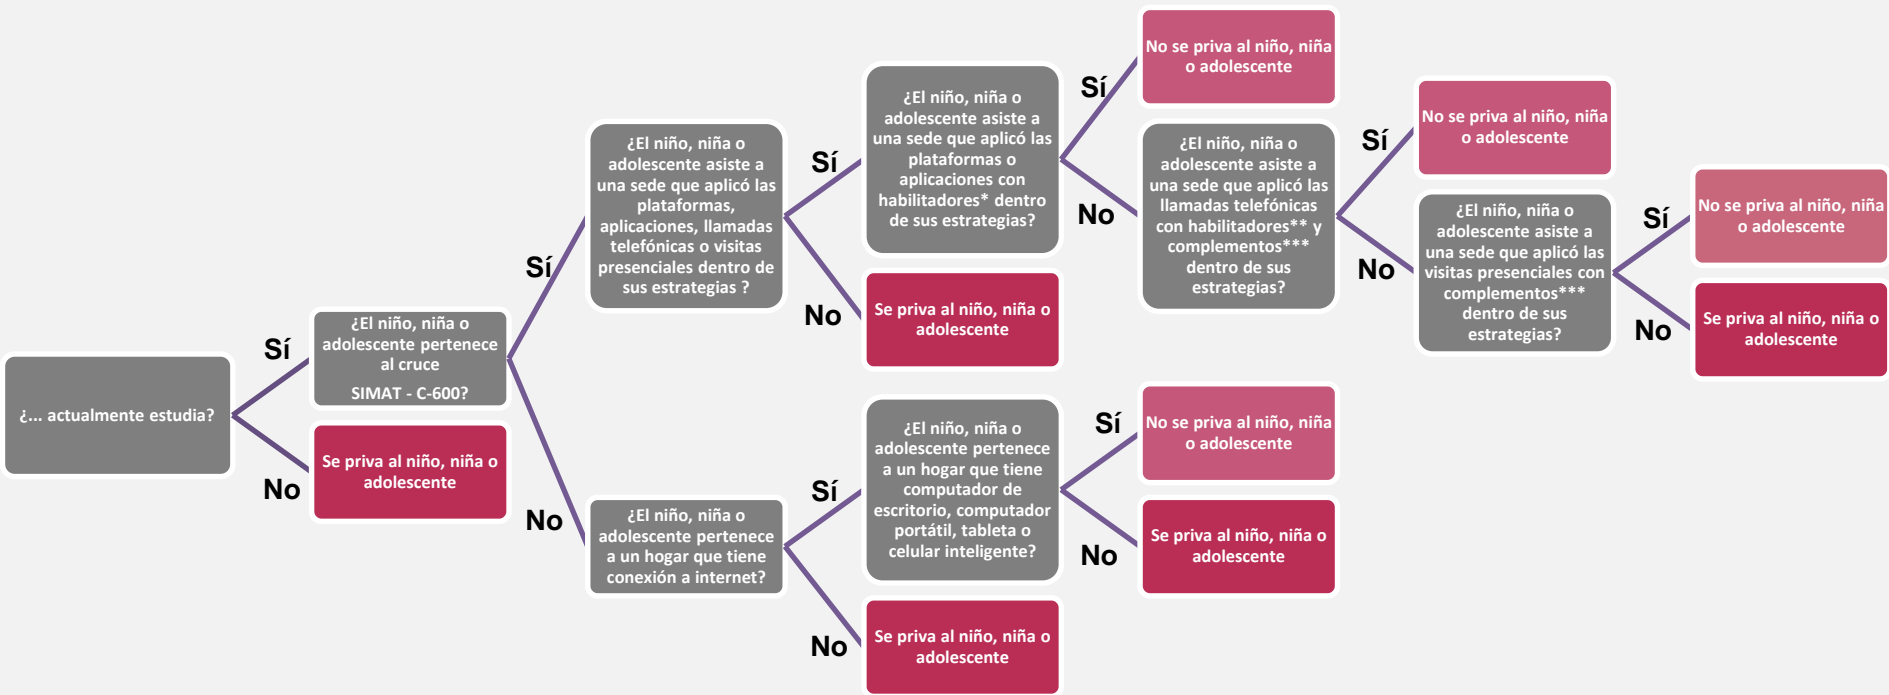 ¿... actualmente estudia?
Sí
No
¿El niño, niña o
adolescente pertenece
al cruce
SIMAT - C-600?
Se priva al niño, niña o
adolescente
Sí
No
¿El niño, niña o
adolescente asiste a
una sede que aplicó las
plataformas,
aplicaciones, llamadas
telefónicas o visitas
presenciales dentro de
sus estrategias ?
¿El niño, niña o
adolescente pertenece
a un hogar que tiene
conexión a internet?
Sí
No
Sí
No
¿El niño, niña o
adolescente asiste a
una sede que aplicó las
plataformas o
aplicaciones con
habilitadores* dentro
de sus estrategias?
Se priva al niño, niña o
adolescente
¿El niño, niña o
adolescente pertenece
a un hogar que tiene
computador de
escritorio, computador
portátil, tableta o
celular inteligente?
Se priva al niño, niña o
adolescente
Sí
No
Sí
No
No se priva al niño, niña
o adolescente
¿El niño, niña o
adolescente asiste a
una sede que aplicó las
llamadas telefónicas
con habilitadores** y
complementos***
dentro de sus
estrategias?
No se priva al niño, niña
o adolescente
Se priva al niño, niña o
adolescente
Sí
No
No se priva al niño, niña
o adolescente
¿El niño, niña o
adolescente asiste a
una sede que aplicó las
visitas presenciales con
complementos***
dentro de sus
estrategias?
Sí
No
No se priva al niño, niña
o adolescente
Se priva al niño, niña o
adolescente